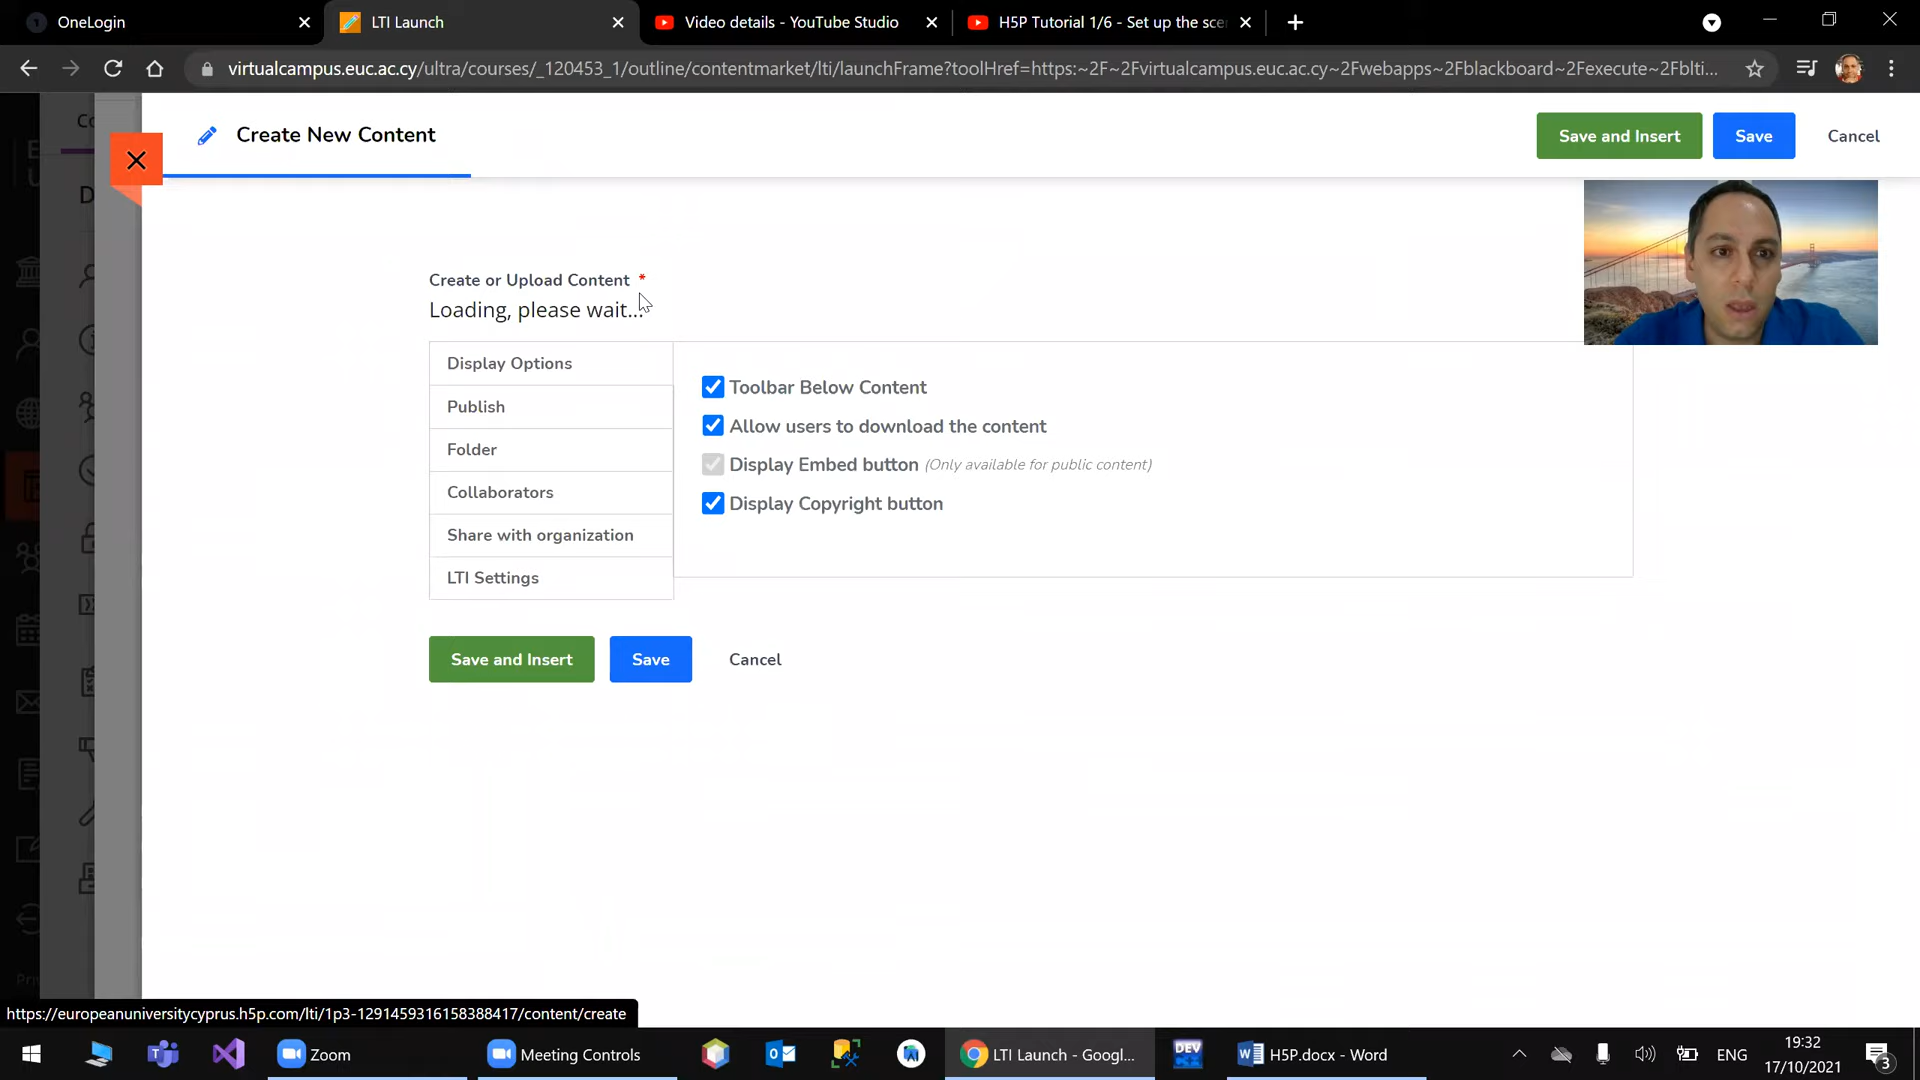 OneLogin
LTI Launch
Video details - YouTube Studio
H5P Tutorial 1/6 - Set up the sce
virtualcampus.euc.ac.cy/ultra/courses/_120453_1/outline/contentmarket/lti/launchFrame?toolHref=https:~2F~2Fvirtualcampus.euc.ac.cy~2Fwebapps~2Fblackboard~2Fexecute~2Fblti...
Create New Content
Save and Insert
Save
Cancel
Create or Upload Content *
Loading, please wait...
Display Options
Publish
Folder
Collaborators
Share with organization
LTI Settings
Toolbar Below Content
Allow users to download the content
Display Embed button (Only available for public content)
Display Copyright button
Save and Insert
Save
Cancel
https://europeanuniversitycyprus.h5p.com/lti/1p3-1291459316158388417/content/create
Zoom
Meeting Controls
LTI Launch - Googl...
DEV
H5P.docx - Word
ENG
19:32
17/10/2021
3